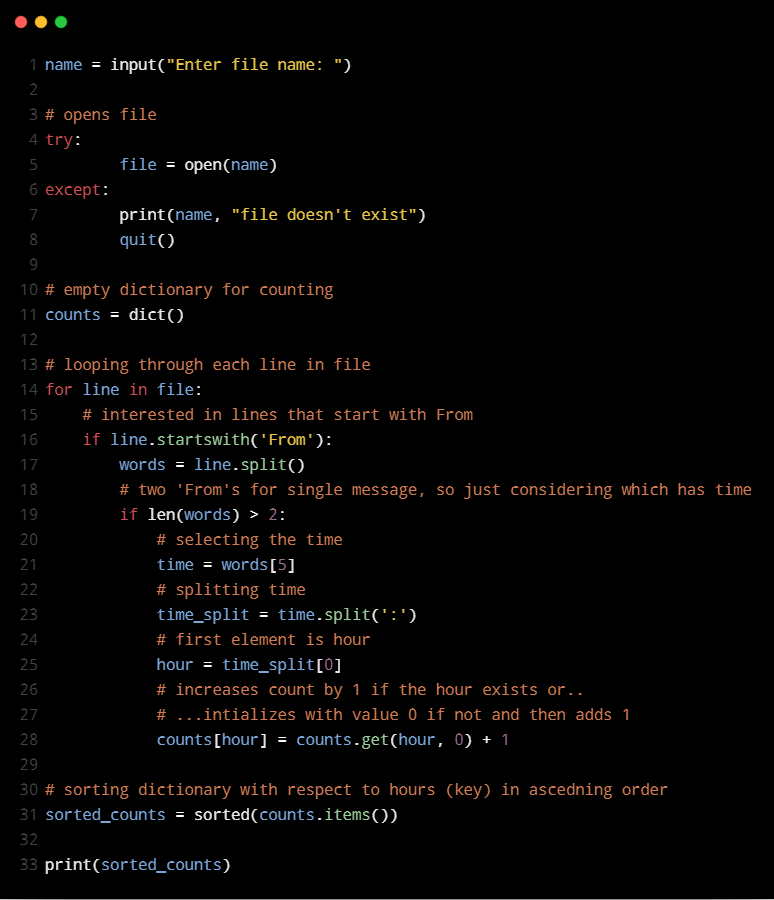 1 name = input("Enter file name: ")
2
3 # opens file
4 try:
5         file = open(name)
6 except:
7         print(name, "file doesn't exist")
8         quit()
9
10 # empty dictionary for counting
11 counts = dict()
12
13 # looping through each line in file
14 for line in file:
15     # interested in lines that start with From
16     if line.startswith('From'):
17         words = line.split()
18         # two 'From's for single message, so just considering which has time
19         if len(words) > 2:
20             # selecting the time
21             time = words[5]
22             # splitting time
23             time_split = time.split(':')
24             # first element is hour
25             hour = time_split[0]
26             # increases count by 1 if the hour exists or..
27             # ...intializes with value 0 if not and then adds 1
28             counts[hour] = counts.get(hour, 0) + 1
29
30 # sorting dictionary with respect to hours (key) in ascedning order
31 sorted_counts = sorted(counts.items())
32
33 print(sorted_counts)